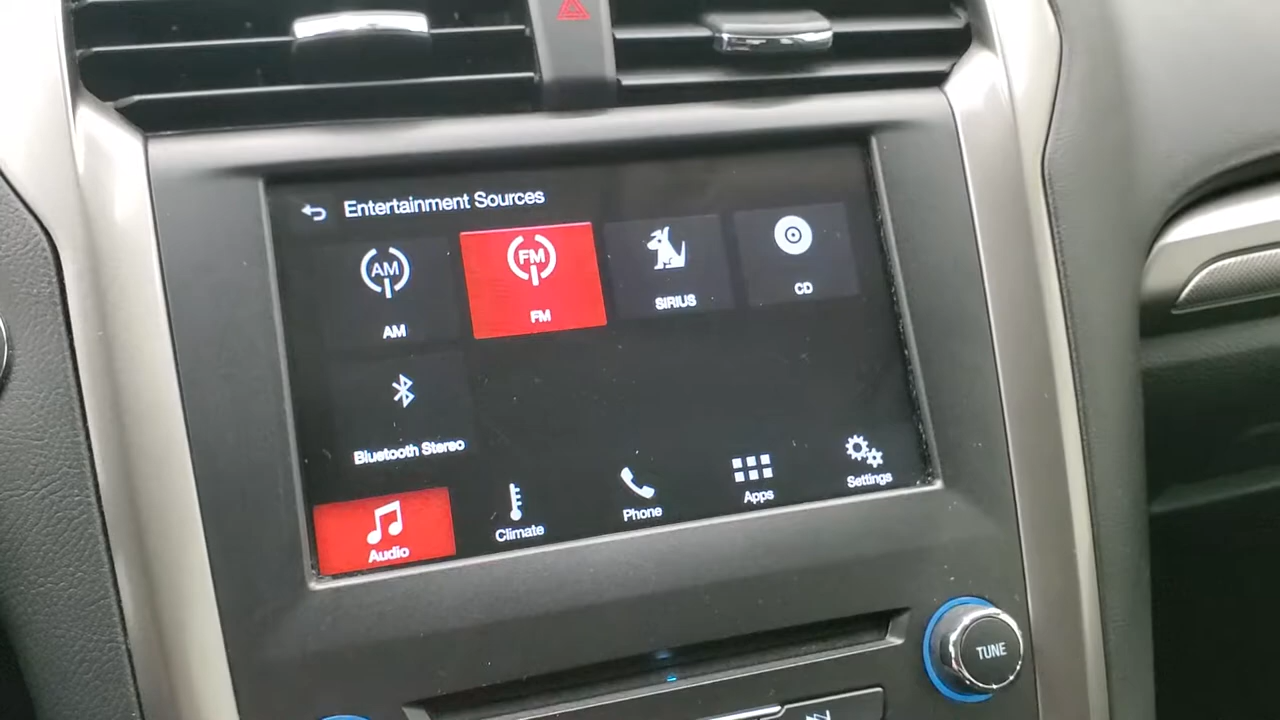 Entertainment Sources
AM
FM
AM
FM
SIRIUS
CD
Bluetooth Stereo
Audio
Climate
Phone
Apps
Settings
TUNE